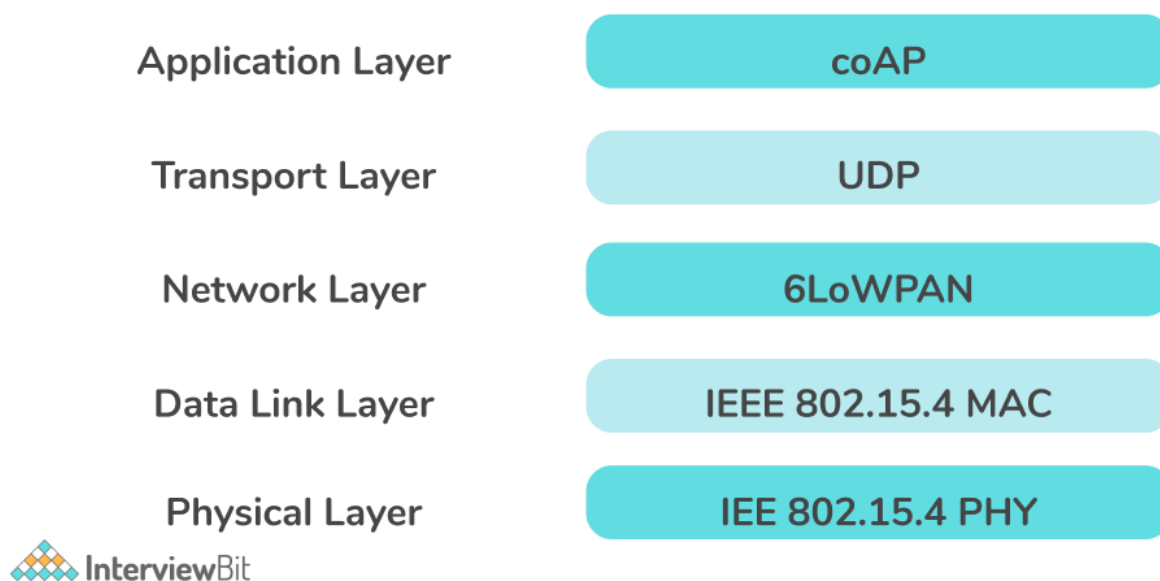 Application Layer coAP
Transport Layer UDP
Network Layer 6LoWPAN
Data Link Layer IEEE 802.15.4 MAC
Physical Layer IEE 802.15.4 PHY
InterviewBit